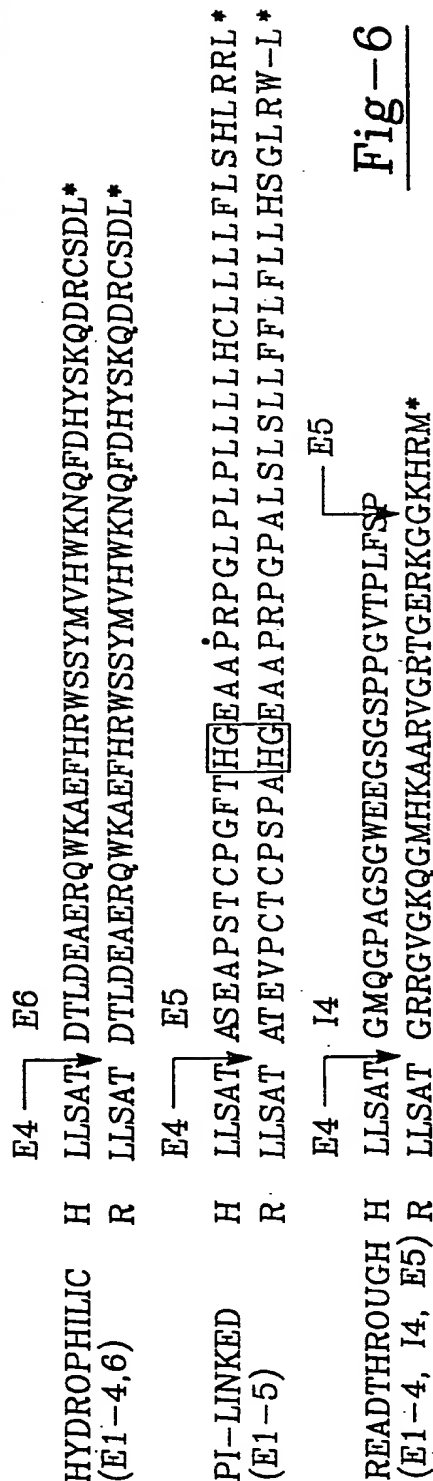 E4 E6
HYDROPHILIC H LLSAT DTLDEAERQWKAEFHRWSSYMVHWKNQFDHYSKQDRCSDL*
(E1-4,6) R LLSAT DTLDEAERQWKAEFHRWSSYMVHWKNQFDHYSKQDRCSDL*
E4 E5
PI-LINKED H LLSAT ASEAPSTCPGFTHGEAAPRPGLPLPLLLLHCLLLLFLSHLRRL*
(E1-5) R LLSAT ATEVPCTCPSPAHGEAAPRPGPALSLSLLFFLFLLHSGLRW-L*
E4 I4 E5
READTHROUGH H LLSAT GMQGPAGSGWEEGSGSPPGVTPLFSP
(E1-4, I4, E5) R LLSAT GRRGVGKQGMHKAARVGRTGERKGGKHRM*
Fig-6